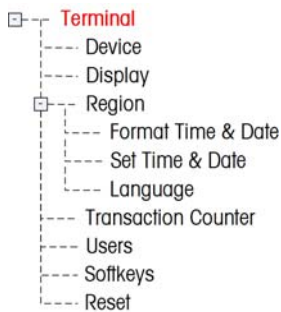 Terminal
Device
Display
Region
Format Time & Date
Set Time & Date
Language
Transaction Counter
Users
Softkeys
Reset